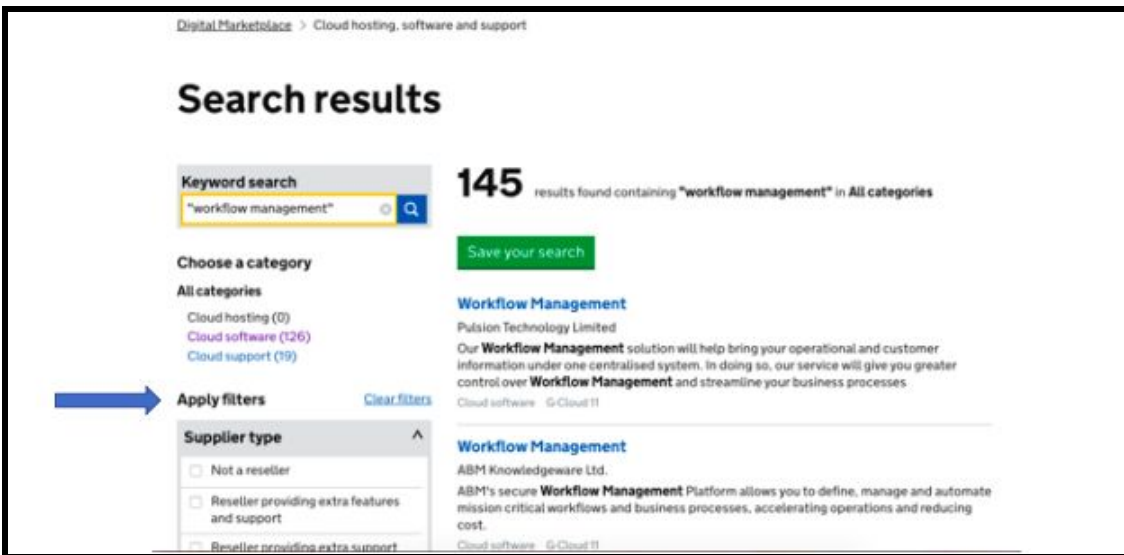 Digital Marketplace > Cloud hosting, software and support
Search results
Keyword search
"workflow management"
Choose a category
All categories
Cloud hosting (0)
Cloud software (126)
Cloud support (19)
Apply filters Clear filters
Supplier type
Not a reseller
Reseller providing extra features
and support
Reseller providing extra support
145 results found containing "workflow management" in All categories
Save your search
Workflow Management
Pulsion Technology Limited
Our Workflow Management solution will help bring your operational and customer
information under one centralised system. In doing so, our service will give you greater
control over Workflow Management and streamline your business processes
Cloud software G-Cloud 11
Workflow Management
ABM Knowledgeware Ltd.
ABM's secure Workflow Management Platform allows you to define, manage and automate
mission critical workflows and business processes, accelerating operations and reducing
cost.
Cloud software G-Cloud 11